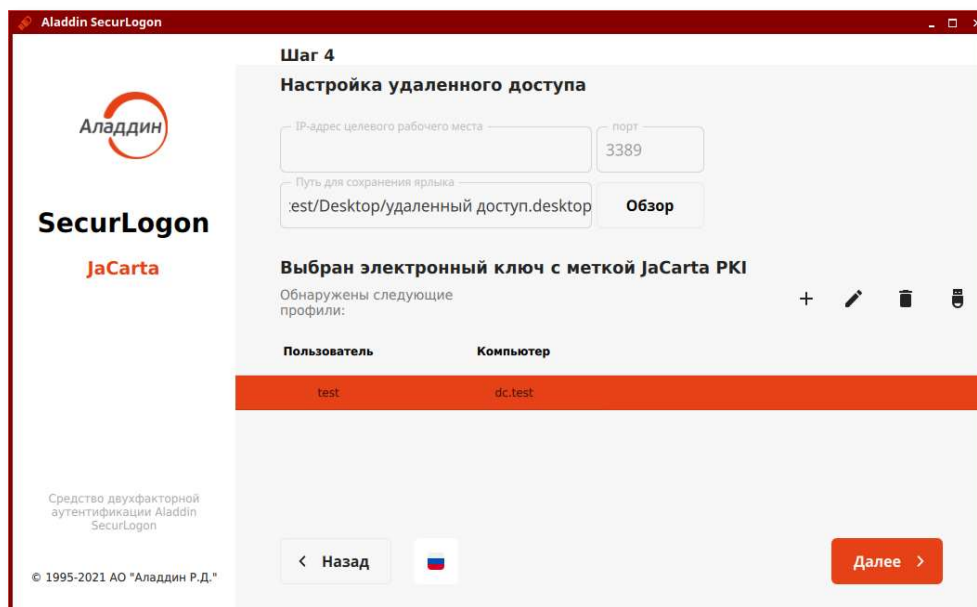 Aladdin SecurLogon
Шаг 4
Настройка удаленного доступа
Аладдин
IP-адрес целевого рабочего места
порт
3389
Путь для сохранения ярлыка
:est/Desktop/удаленный доступ.desktop
Обзор
SecurLogon
JaCarta
Выбран электронный ключ с меткой JaCarta PKI
Обнаружены следующие
профили:
Пользователь Компьютер
test dc.test
Средство двухфакторной
аутентификации Aladdin
SecurLogon
© 1995-2021 АО "Аладдин Р.Д."
Назад
Далее